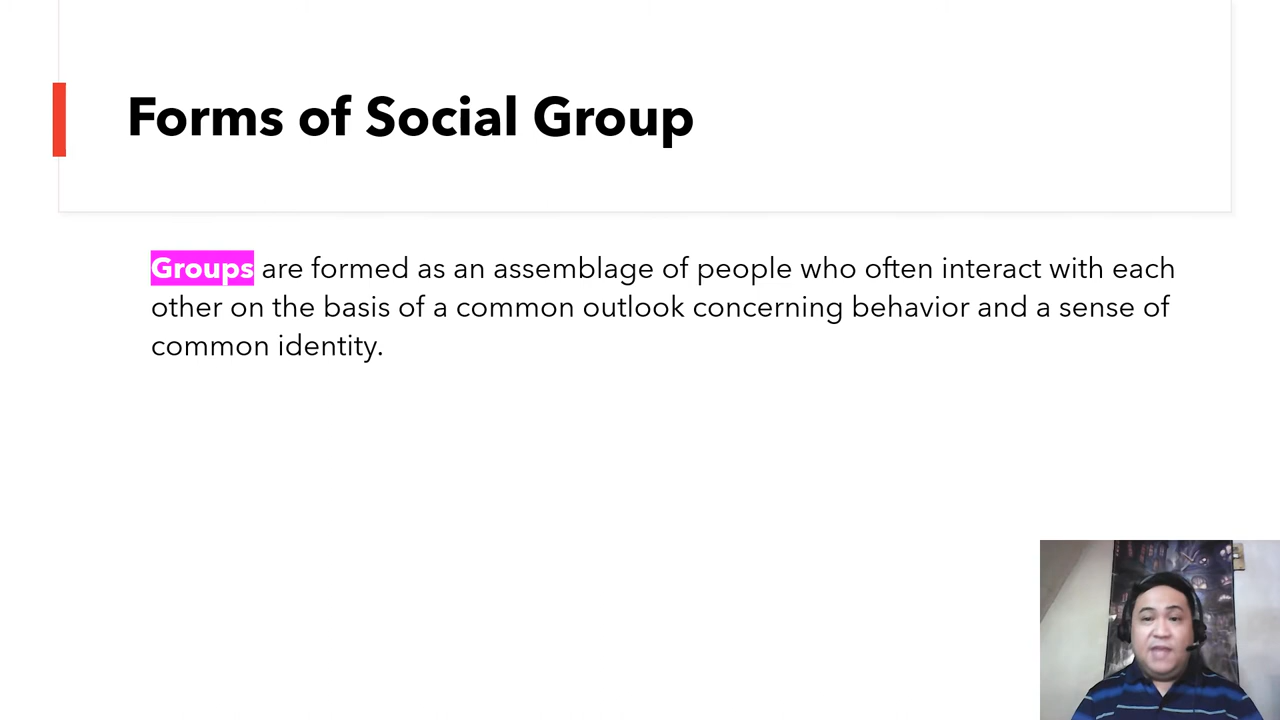 Forms of Social Group
Groups are formed as an assemblage of people who often interact with each
other on the basis of a common outlook concerning behavior and a sense of
common identity.